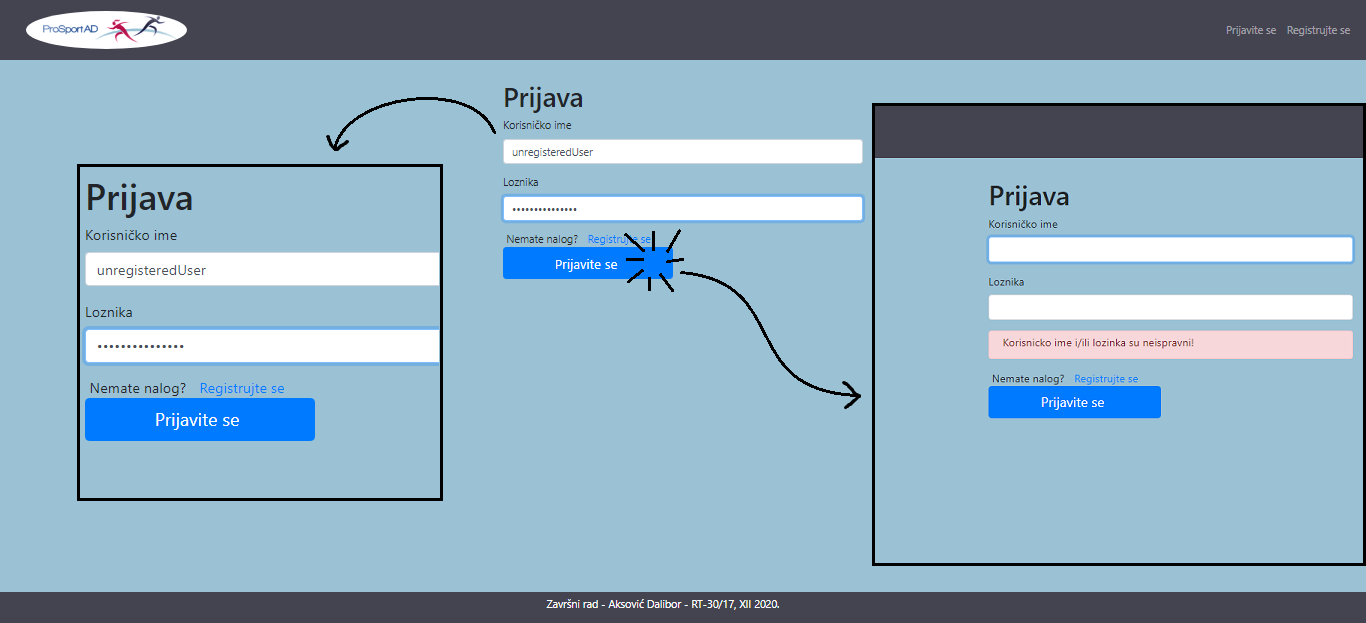 ProSportAD
Prijavite se Registrujte se
Prijava
Korisničko ime
unregisteredUser
Loznika
•••••••••••••••
Nemate nalog? Registrujte se
Prijavite se
Prijava
Korisničko ime
unregisteredUser
Loznika
•••••••••••••••
Nemate nalog? Registrujte se
Prijavite se
Prijava
Korisničko ime
Loznika
Korisnicko ime i/ili lozinka su neispravni!
Nemate nalog? Registrujte se
Prijavite se
Završni rad - Aksović Dalibor - RT-30/17, XII 2020.